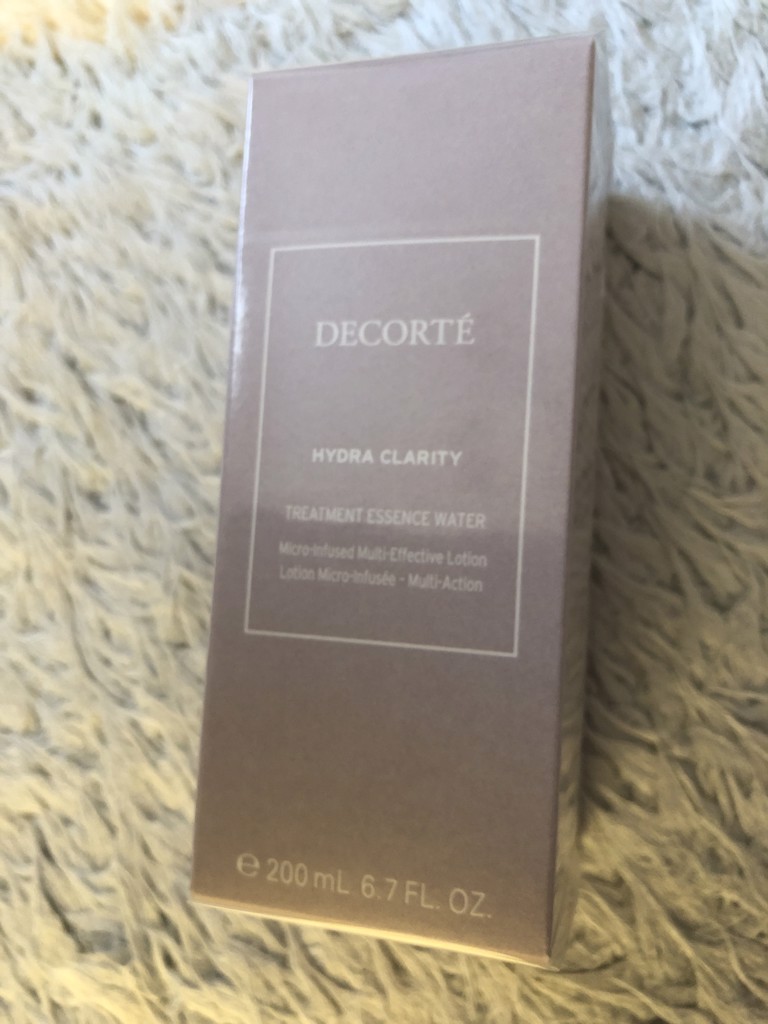 DECORTÉ
HYDRA CLARITY
TREATMENT ESSENCE WATER
Micro-Infused Multi-Effective Lotion
Lotion Micro-Infusée - Multi-Action
℮ 200 mL 6.7 FL. OZ.